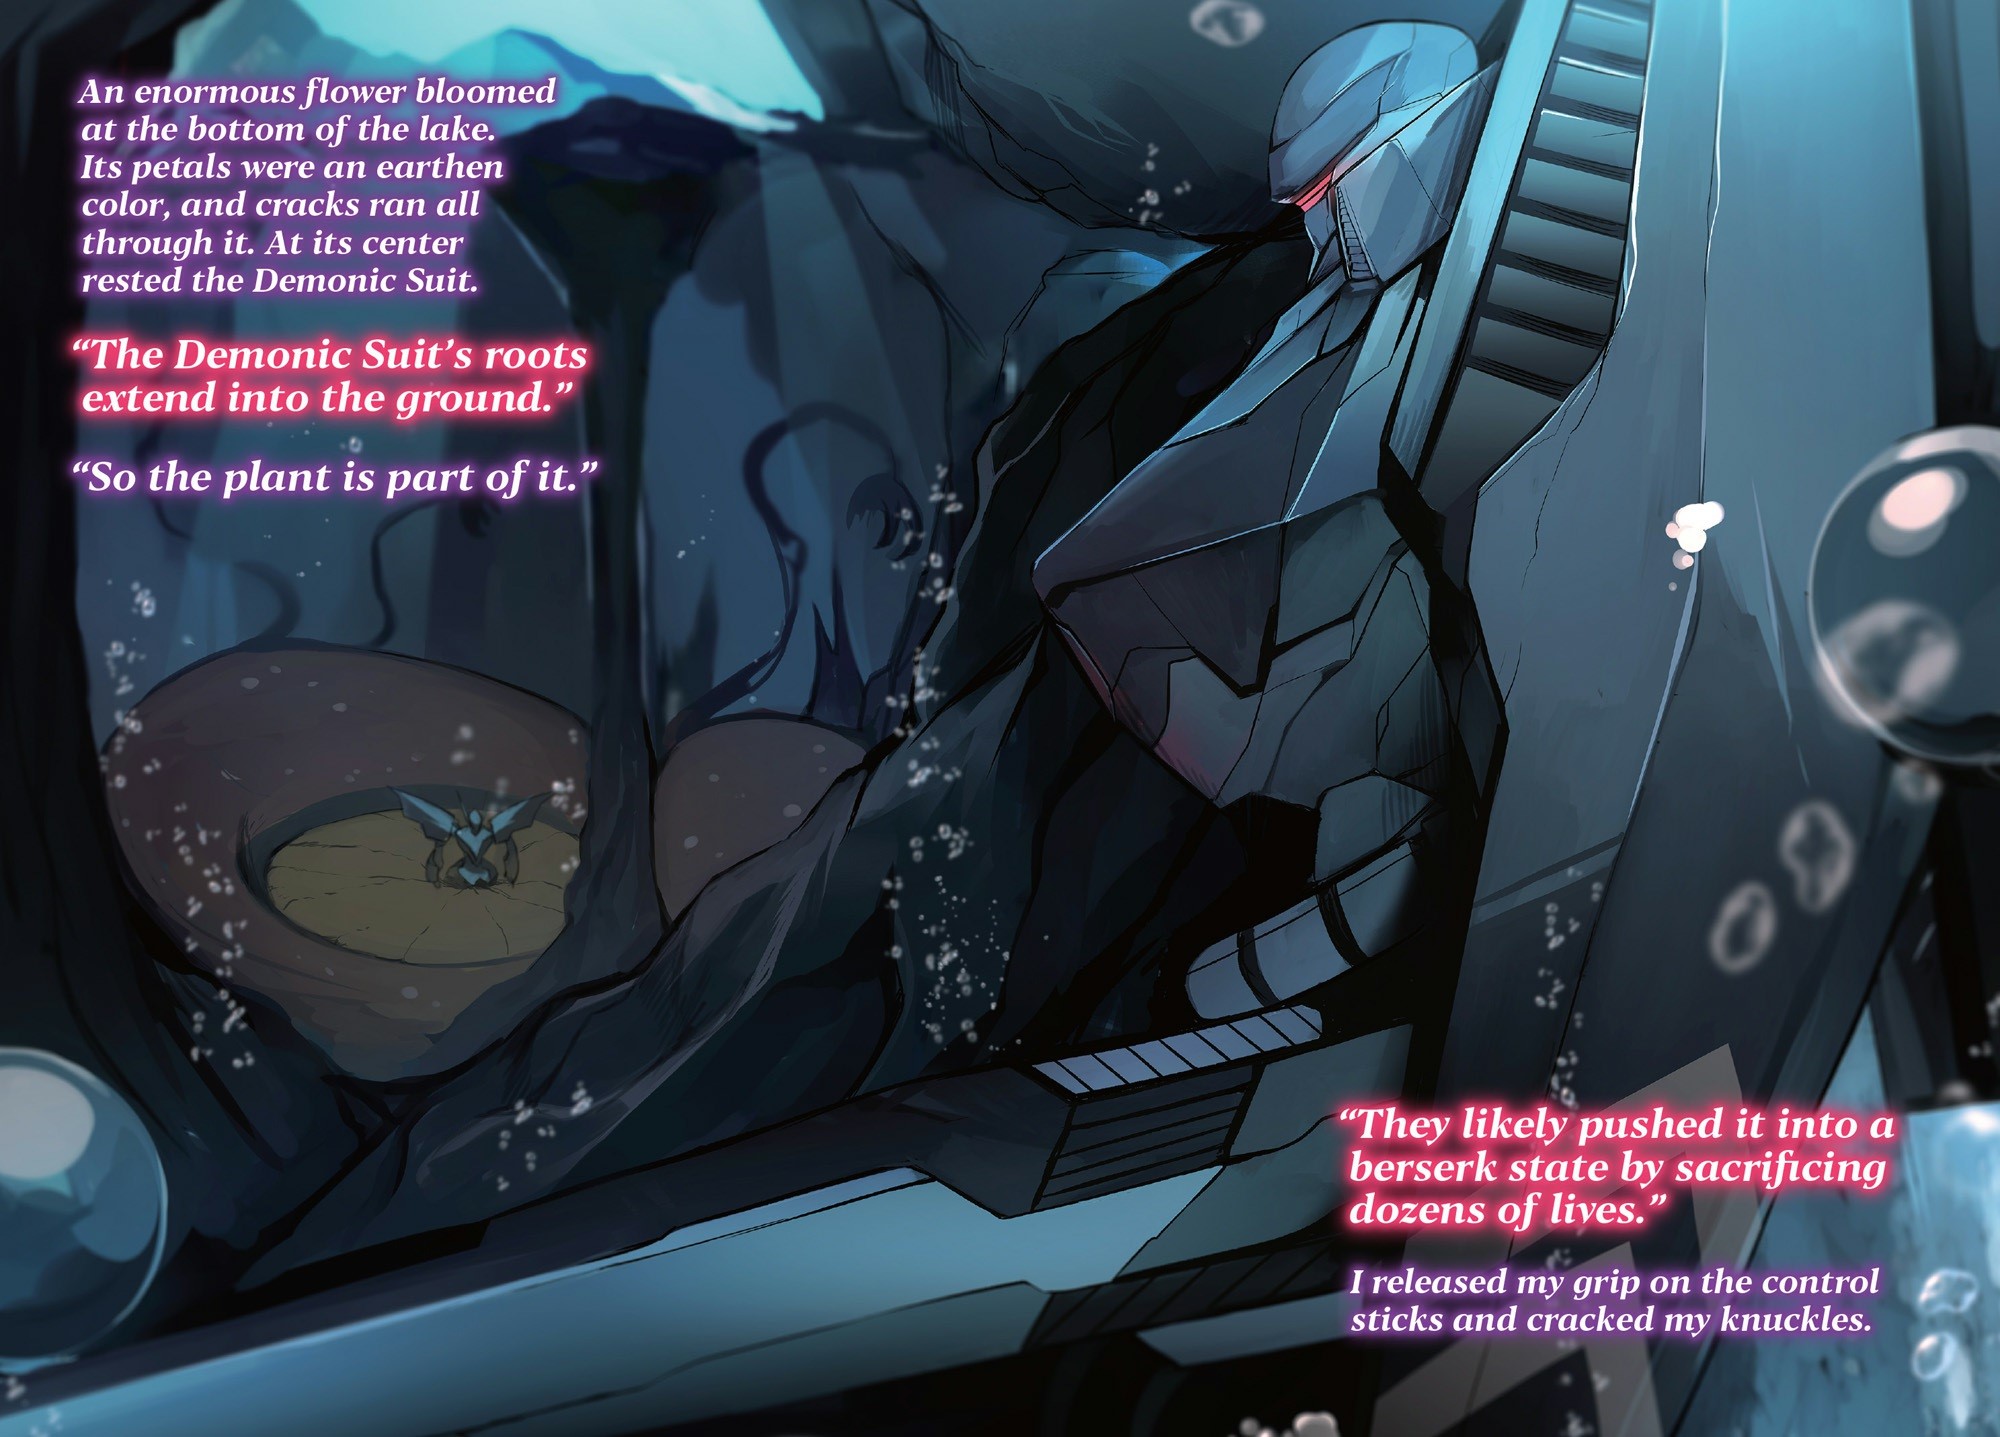 An enormous flower bloomed
at the bottom of the lake.
Its petals were an earthen
color, and cracks ran all
through it. At its center
rested the Demonic Suit.
“The Demonic Suit’s roots
extend into the ground.”
“So the plant is part of it.”
“They likely pushed it into a
berserk state by sacrificing
dozens of lives.”
I released my grip on the control
sticks and cracked my knuckles.